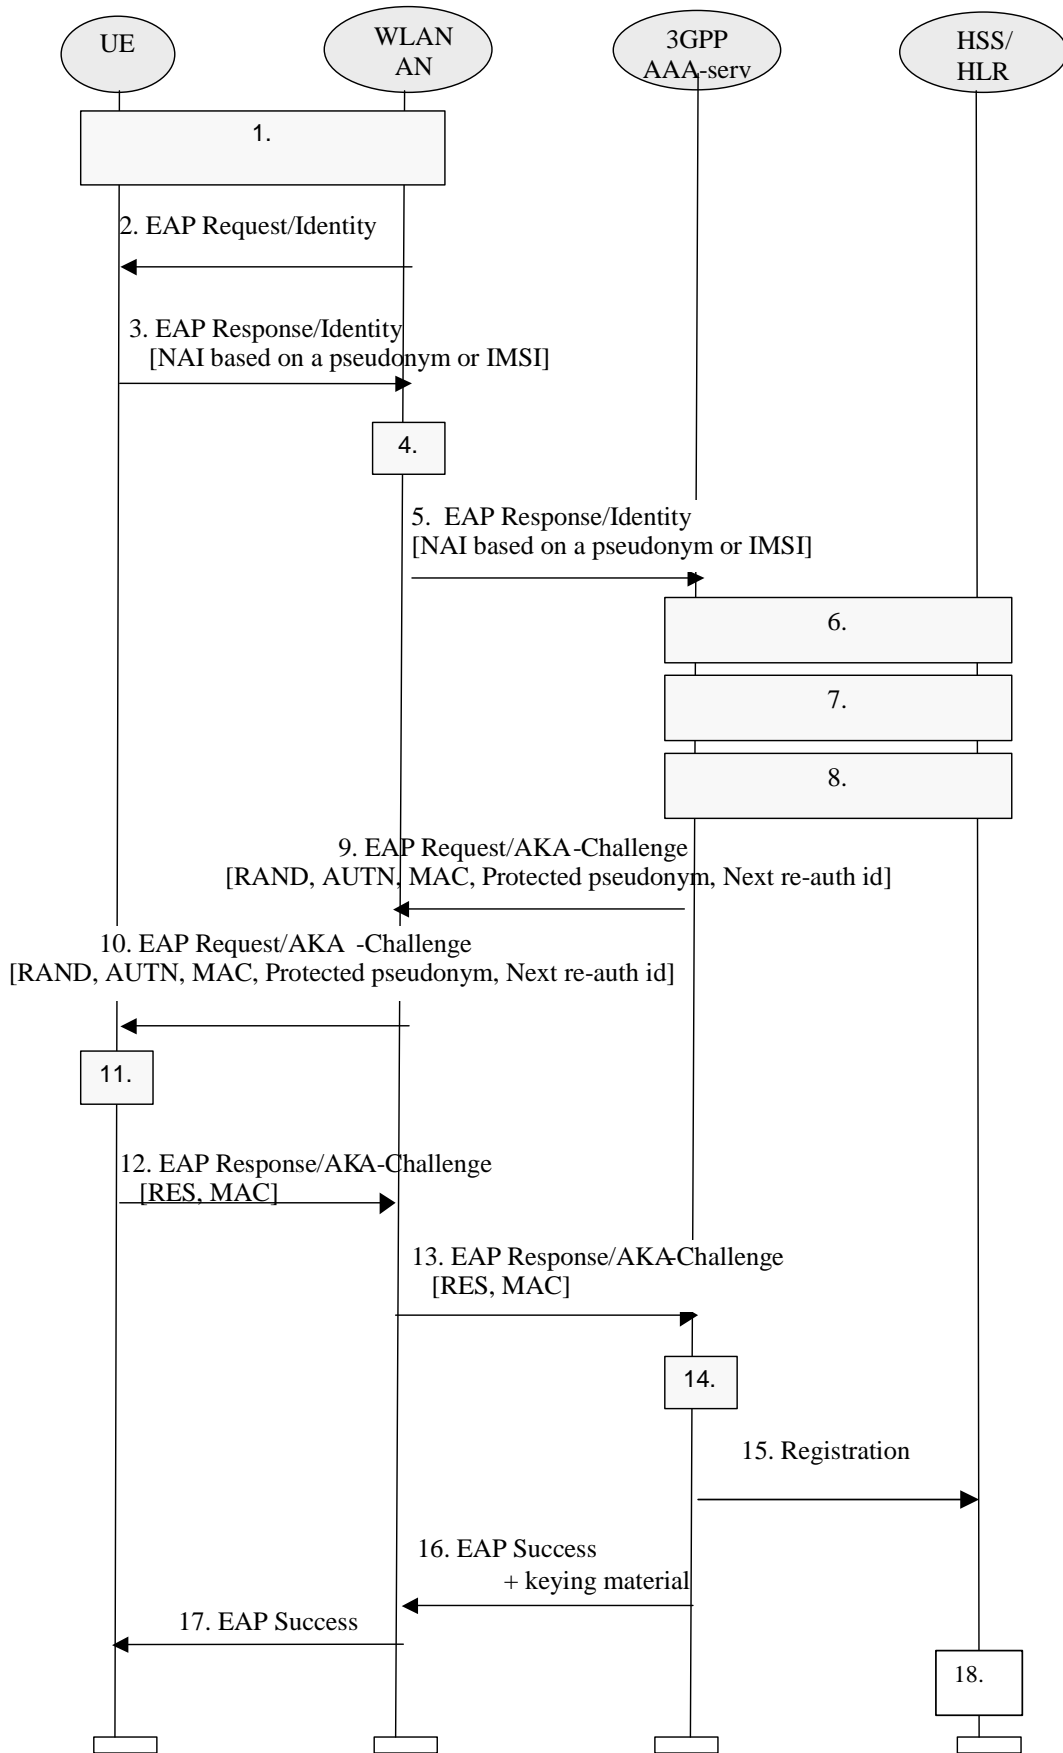 UE
WLAN
AN
3GPP
AAA-serv
HSS/
HLR
1.
2. EAP Request/Identity
3. EAP Response/Identity
[NAI based on a pseudonym or IMSI]
4.
5. EAP Response/Identity
[NAI based on a pseudonym or IMSI]
6.
7.
8.
9. EAP Request/AKA-Challenge
[RAND, AUTN, MAC, Protected pseudonym, Next re-auth id]
10. EAP Request/AKA -Challenge
[RAND, AUTN, MAC, Protected pseudonym, Next re-auth id]
11.
12. EAP Response/AKA-Challenge
[RES, MAC]
13. EAP Response/AKA-Challenge
[RES, MAC]
14.
15. Registration
16. EAP Success
+ keying material
17. EAP Success
18.